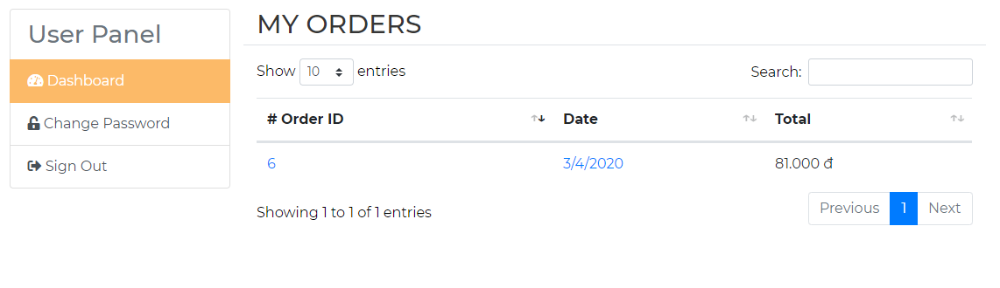 User Panel
Dashboard
Change Password
Sign Out
MY ORDERS
Show 10 entries
Search:
# Order ID Date Total
6 3/4/2020 81.000 đ
Showing 1 to 1 of 1 entries
Previous 1 Next